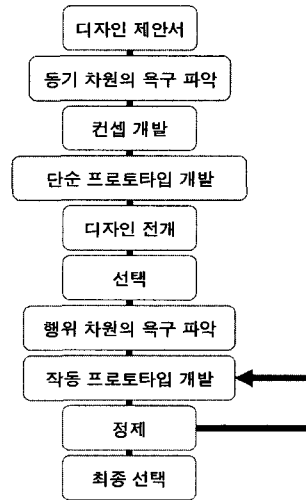 디자인 제안서
동기 차원의 욕구 파악
컨셉 개발
단순 프로토타입 개발
디자인 전개
선택
행위 차원의 욕구 파악
작동 프로토타입 개발
정제
최종 선택